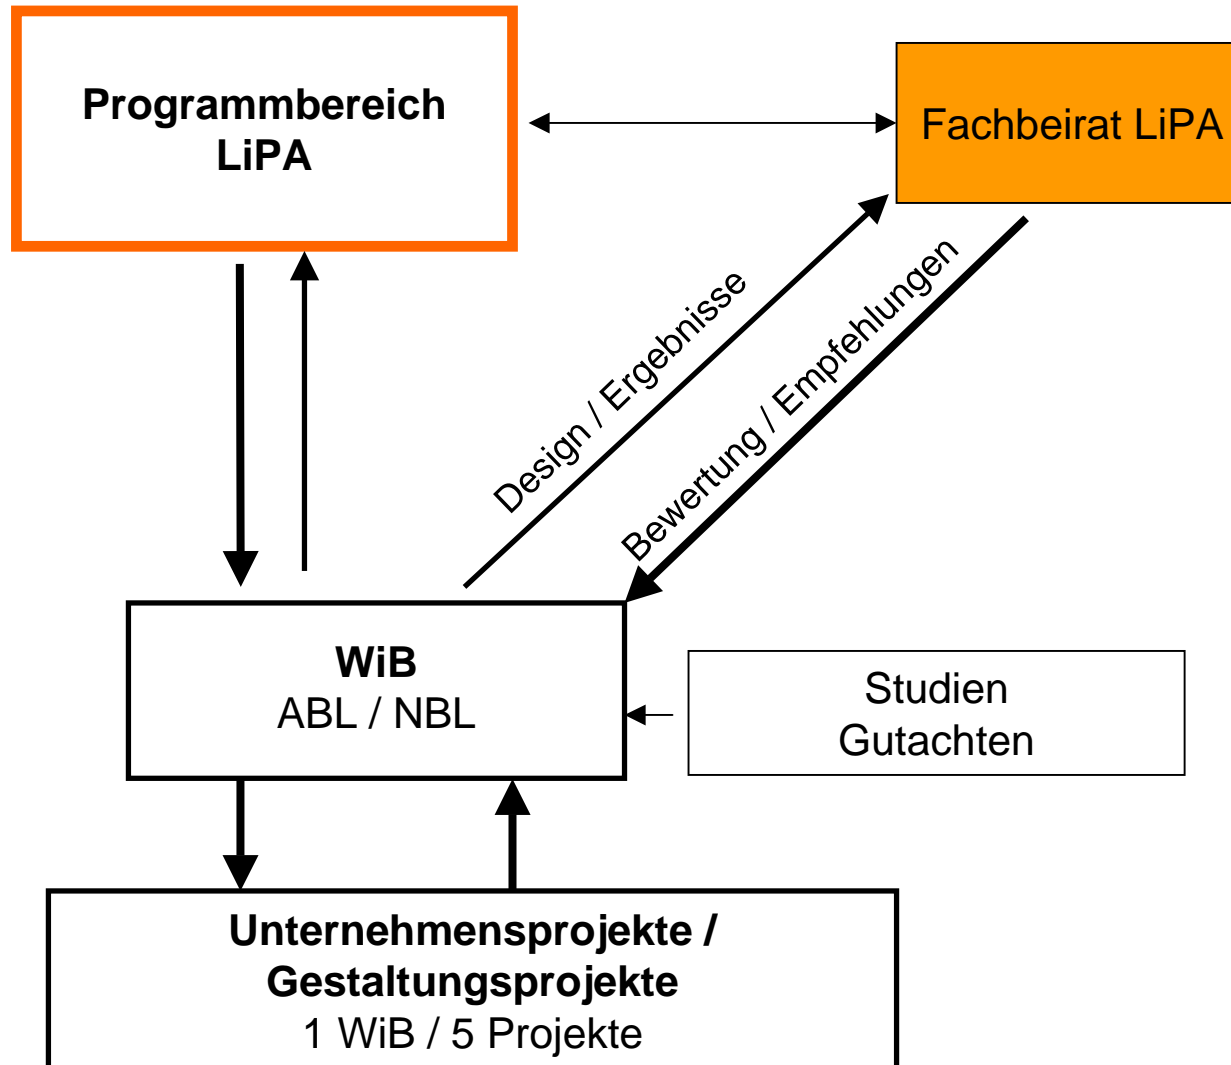 Programmbereich
LiPA
Fachbeirat LiPA
Design / Ergebnisse
Bewertung / Empfehlungen
WiB
ABL / NBL
Studien
Gutachten
Unternehmensprojekte /
Gestaltungsprojekte
1 WiB / 5 Projekte